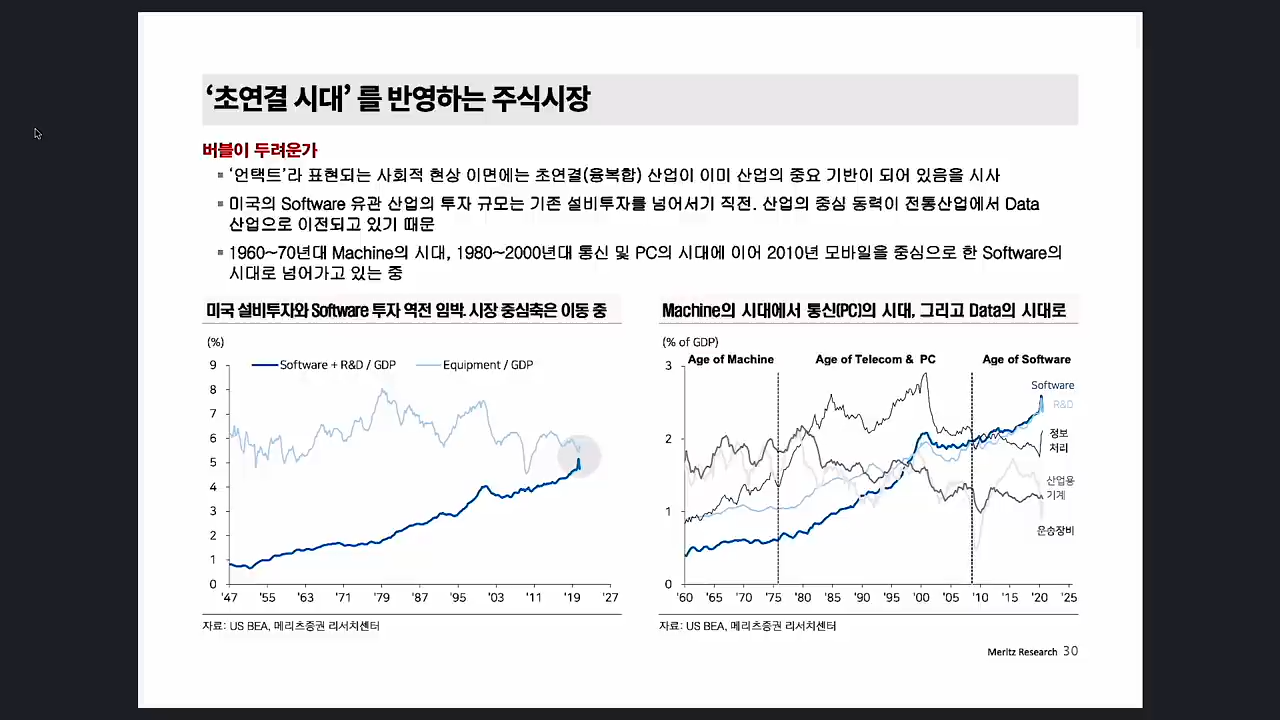 ‘초연결 시대’ 를 반영하는 주식시장
버블이 두려운가
‘언택트’라 표현되는 사회적 현상 이면에는 초연결(융복합) 산업이 이미 산업의 중요 기반이 되어 있음을 시사
미국의 Software 유관 산업의 투자 규모는 기존 설비투자를 넘어서기 직전. 산업의 중심 동력이 전통산업에서 Data
산업으로 이전되고 있기 때문
1960~70년대 Machine의 시대, 1980~2000년대 통신 및 PC의 시대에 이어 2010년 모바일을 중심으로 한 Software의
시대로 넘어가고 있는 중
미국 설비투자와 Software 투자 역전 임박. 시장 중심축은 이동 중
(%)
Software + R&D / GDP
Equipment / GDP
9
8
7
6
5
4
3
2
1
0
'47 '55 '63 '71 '79 '87 '95 '03 '11 '19 '27
자료: US BEA, 메리츠증권 리서치센터
Machine의 시대에서 통신(PC)의 시대, 그리고 Data의 시대로
(% of GDP)
Age of Machine
Age of Telecom & PC
Age of Software
3
2
1
0
Software
R&D
정보
처리
산업용
기계
운송장비
'60 '65 '70 '75 '80 '85 '90 '95 '00 '05 '10 '15 '20 '25
자료: US BEA, 메리츠증권 리서치센터
Meritz Research 30